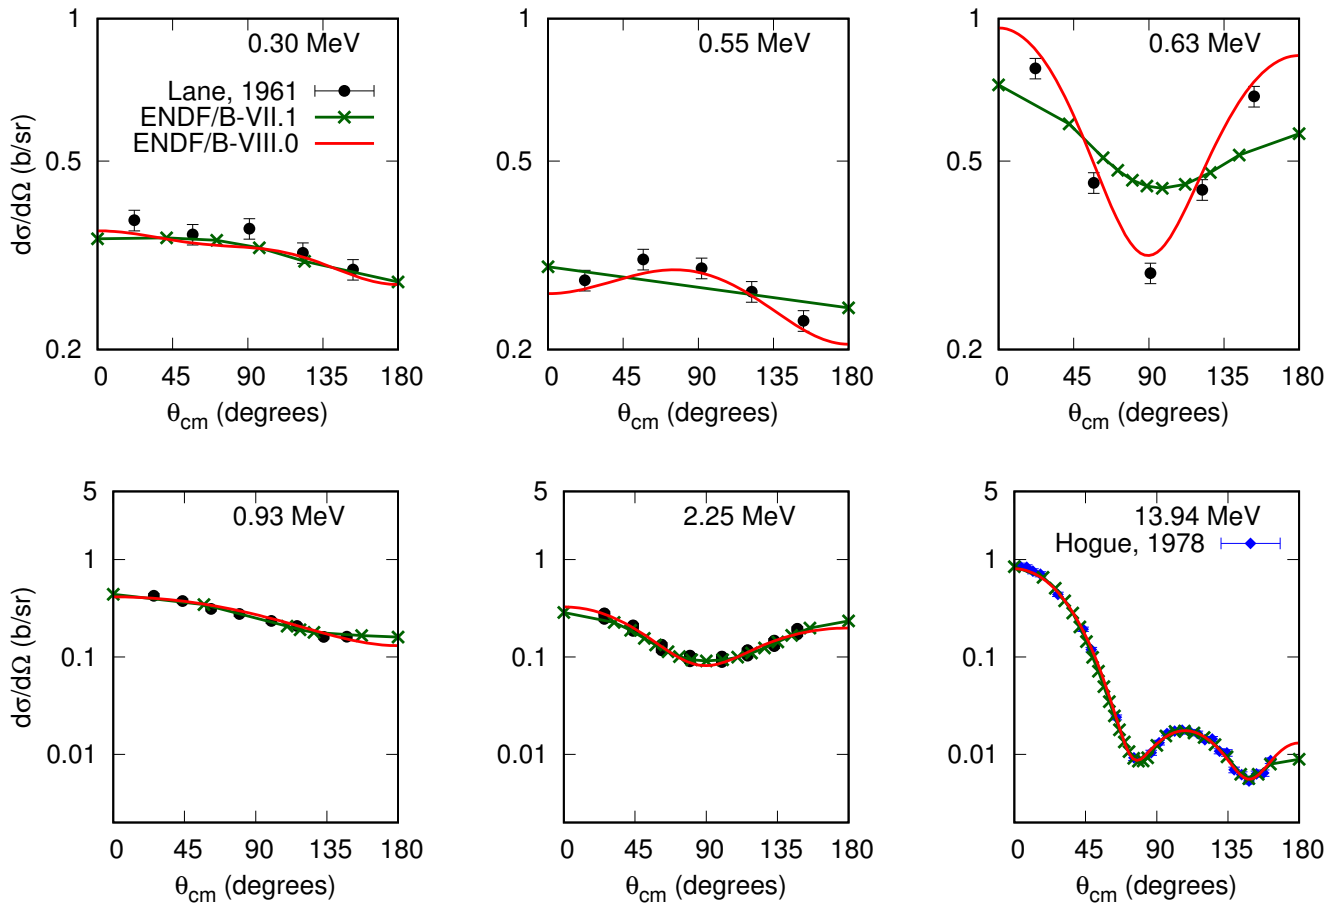 1
0.5
0.2
dσ/dΩ (b/sr)
0.30 MeV
Lane, 1961
ENDF/B-VII.1
ENDF/B-VIII.0
0 45 90 135 180
θcm (degrees)
1
0.5
0.2
0.55 MeV
0 45 90 135 180
θcm (degrees)
1
0.5
0.2
0.63 MeV
0 45 90 135 180
θcm (degrees)
5
1
0.1
0.01
dσ/dΩ (b/sr)
0.93 MeV
0 45 90 135 180
θcm (degrees)
5
1
0.1
0.01
2.25 MeV
0 45 90 135 180
θcm (degrees)
5
1
0.1
0.01
13.94 MeV
Hogue, 1978
0 45 90 135 180
θcm (degrees)